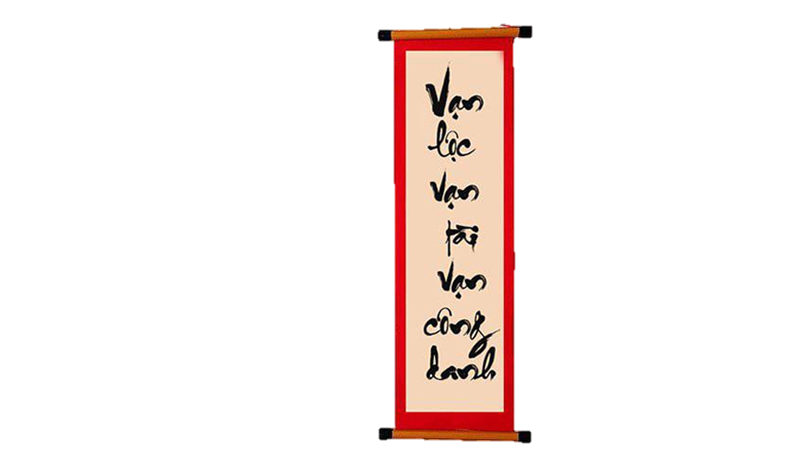 Vạn
lộc
vạn
tài
vạn
công
danh